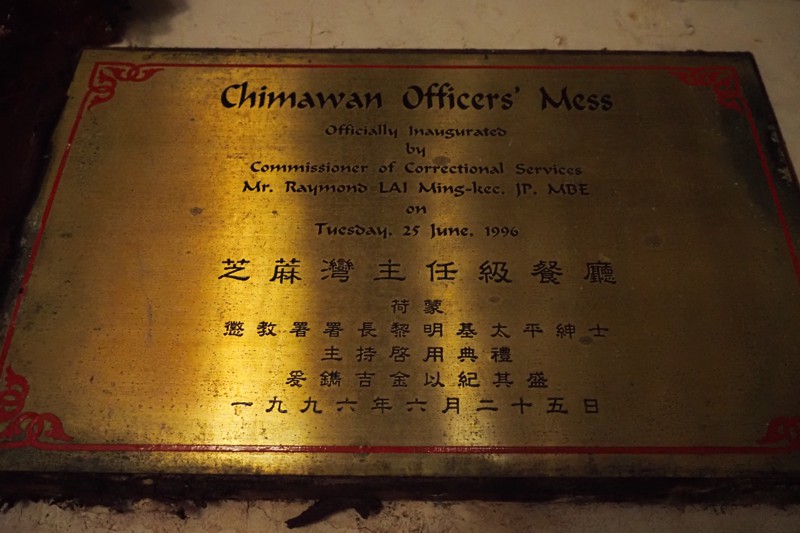 Chimawan Officers' Mess
Officially Inaugurated
by
Commissioner of Correctional Services
Mr. Raymond LAI Ming-kee, JP, MBE
on
Tuesday, 25 June, 1996
芝蔴灣主任級餐廳
荷蒙
懲教署署長黎明基太平紳士
主持啓用典禮
爰鐫吉金以紀其盛
一九九六年六月二十五日